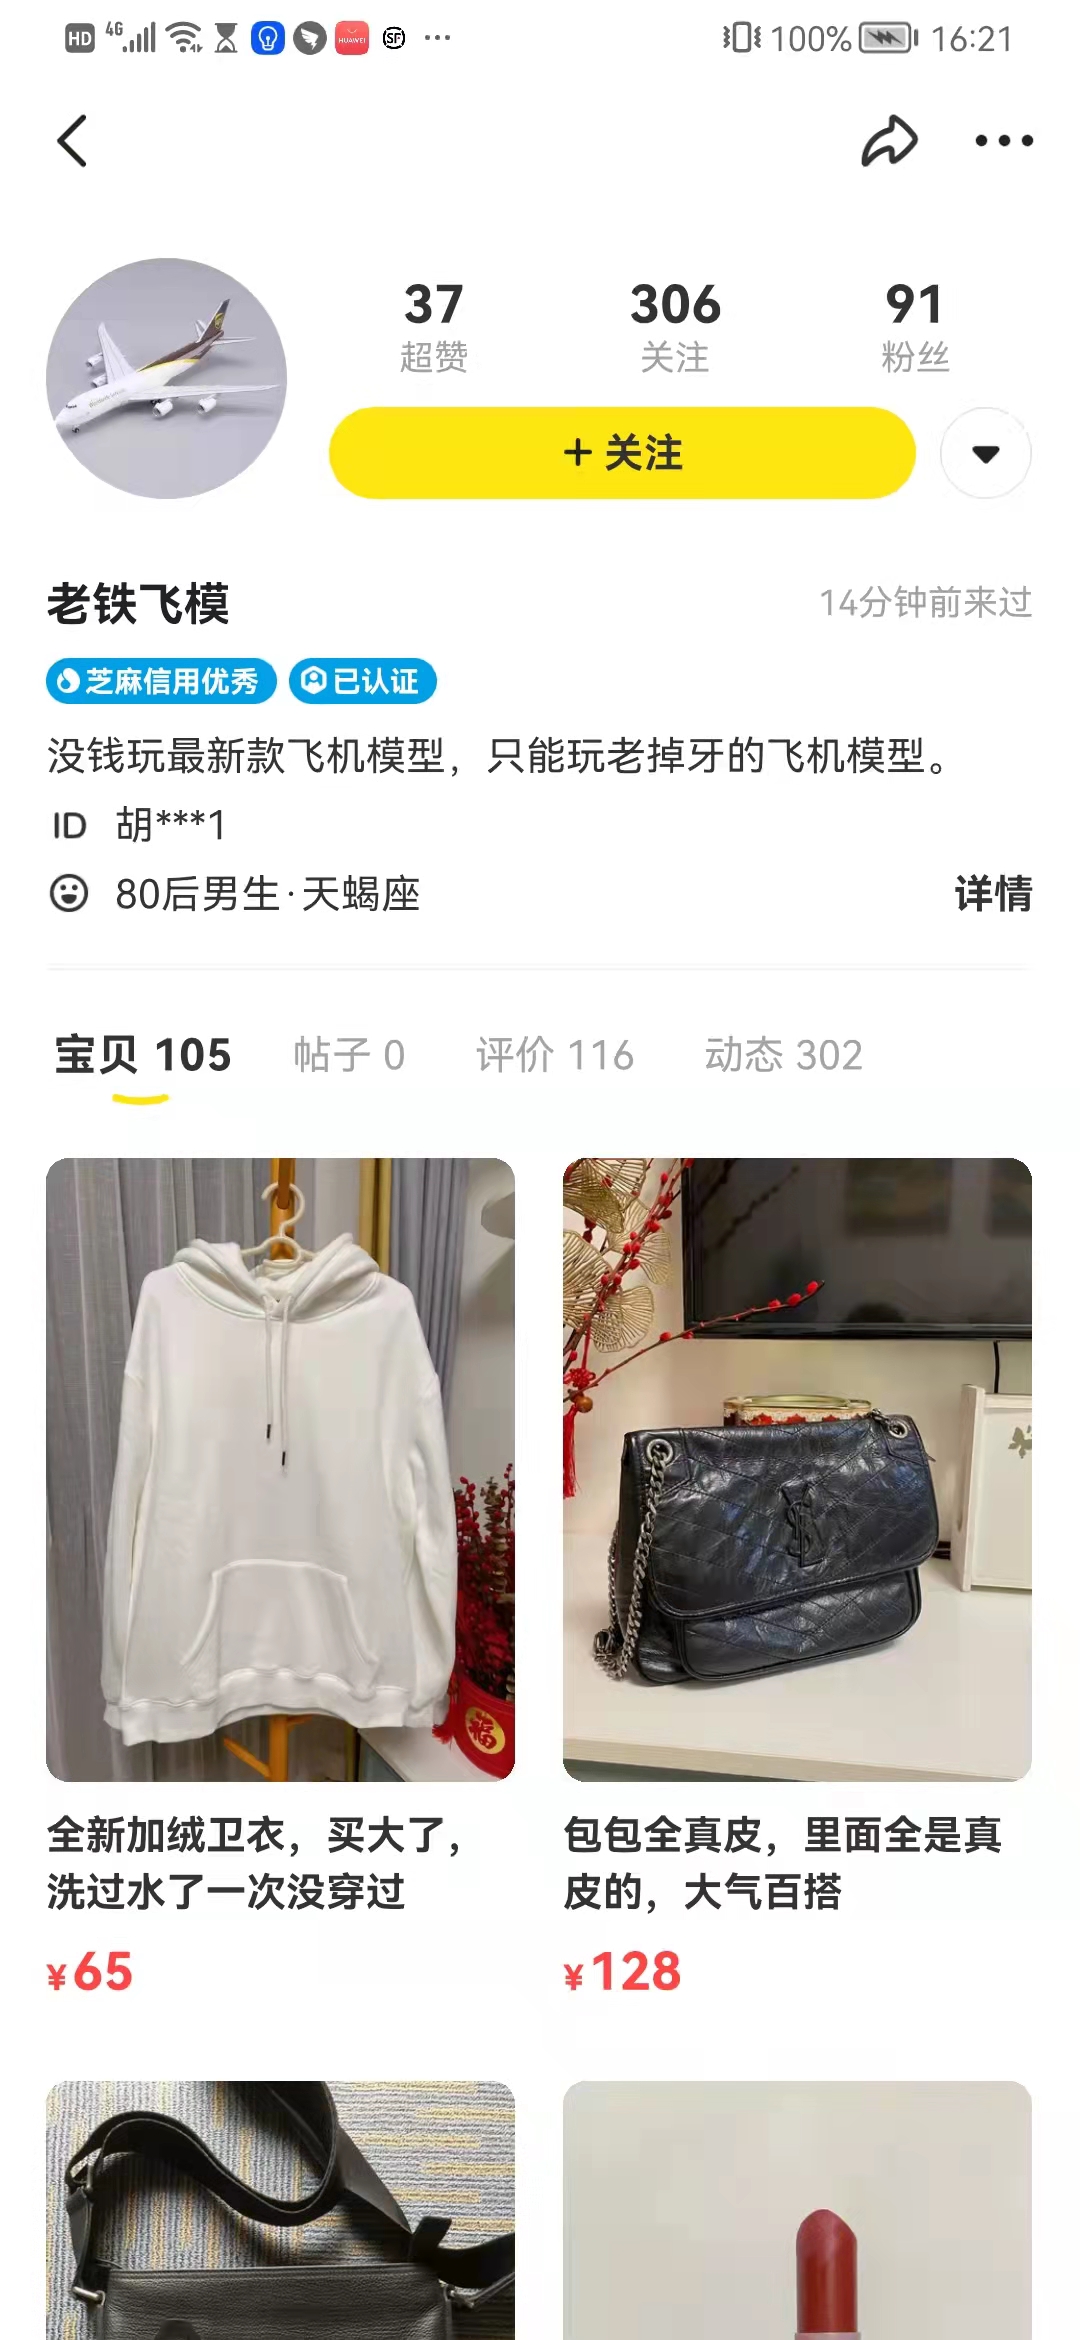 HD 4G HUAWEI SF ... 100% 16:21
37 306 91
超赞 关注 粉丝
+ 关注
老铁飞模 14分钟前来过
芝麻信用优秀 已认证
没钱玩最新款飞机模型，只能玩老掉牙的飞机模型。
ID 胡***1
80后男生·天蝎座 详情
宝贝 105 帖子 0 评价 116 动态 302
福
全新加绒卫衣，买大了，
洗过水了一次没穿过
¥65
包包全真皮，里面全是真
皮的，大气百搭
¥128